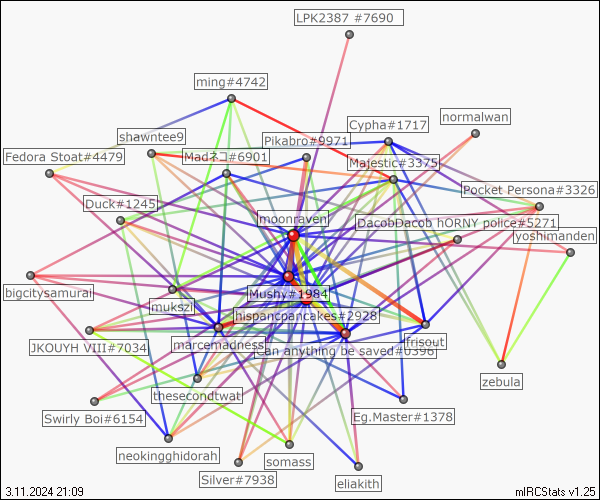 LPK2387 #7690
ming#4742
normalwan
Cypha#1717
shawntee9
Pikabro#9971
Fedora Stoat#4479
Madネコ#6901
Majestic#3375
Pocket Persona#3326
Duck#1245
moonraven
DacobDacob hORNY police#5271
yoshimanden
bigcitysamurai
Mushy#1984
mukszi
hispancpancakes#2928
marcemadness
frisout
JKOUYH VIII#7034
Can anything be saved#0396
zebula
thesecondtwat
Swirly Boi#6154
Eg.Master#1378
neokingghidorah
somass
Silver#7938
eliakith
3.11.2024 21:09
mIRCStats v1.25